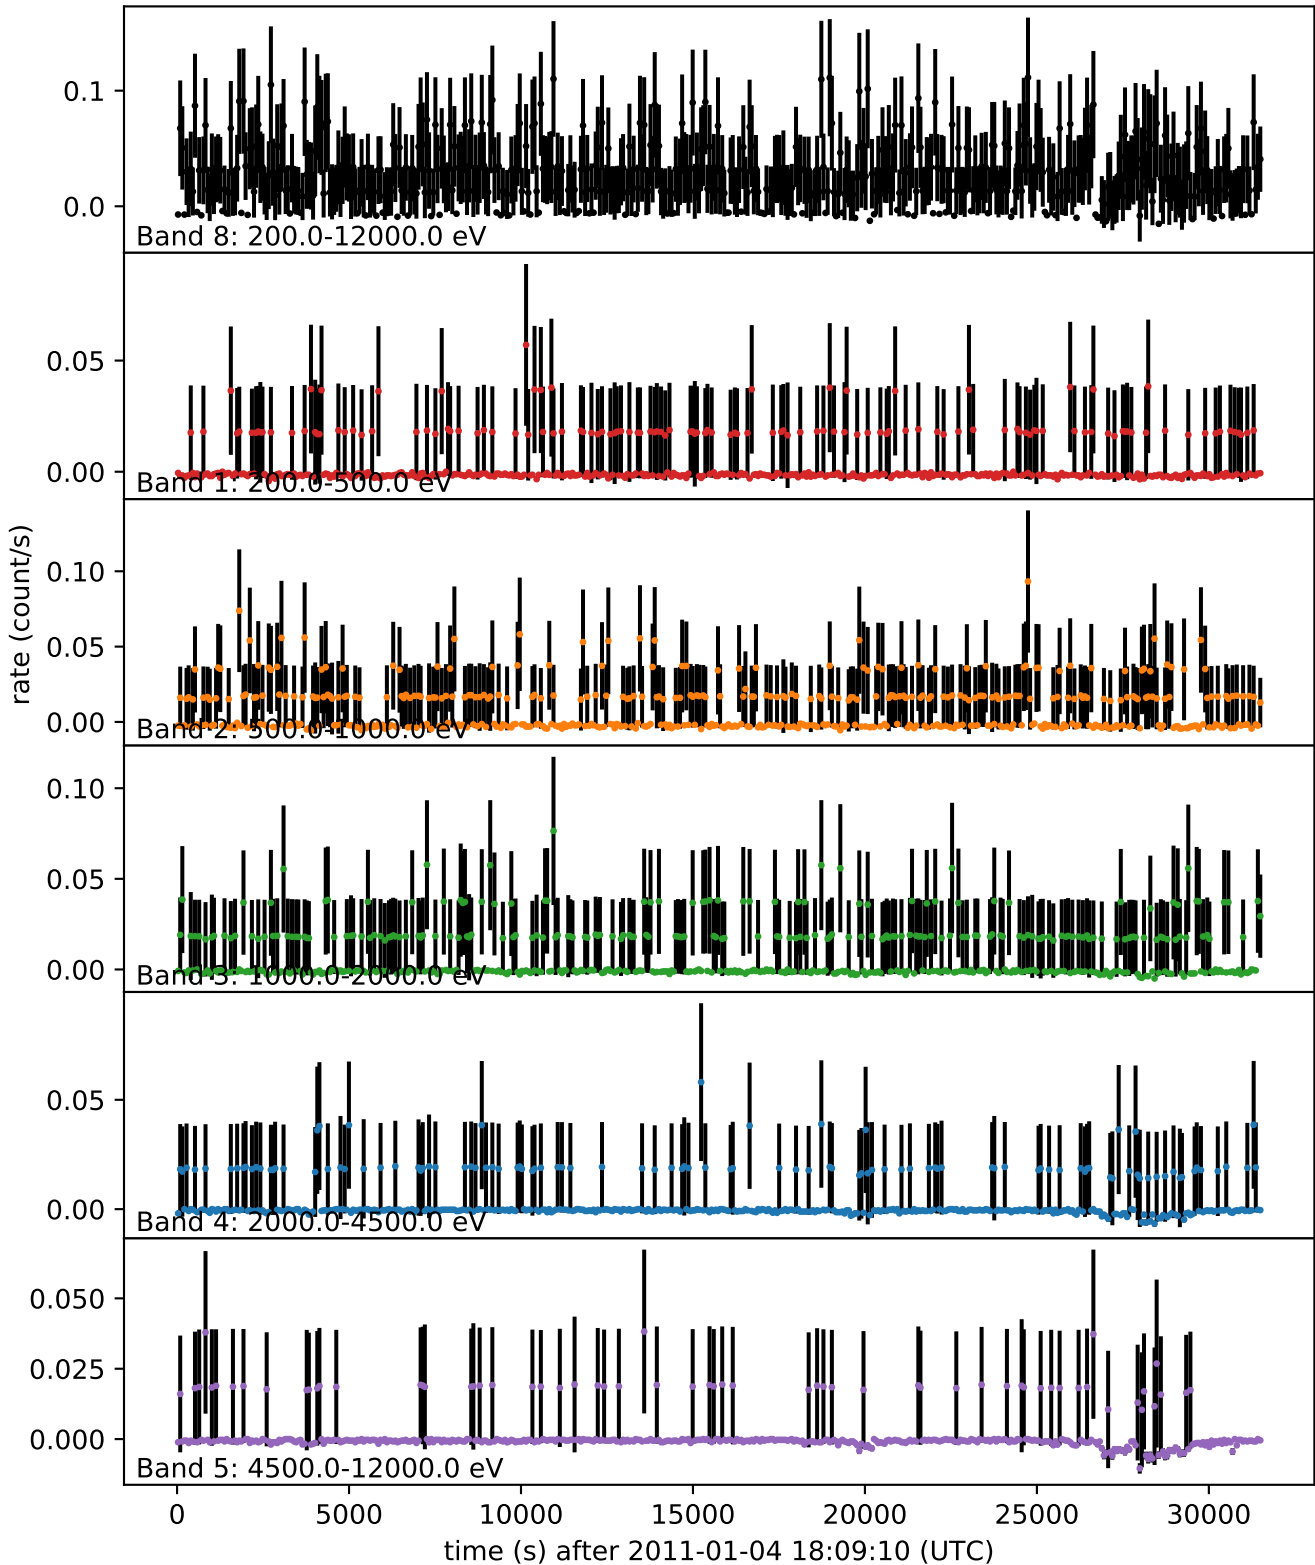 0.1
0.0
Band 8: 200.0-12000.0 eV
0.05
0.00
Band 1: 200.0-500.0 eV
rate (count/s)
0.10
0.05
0.00
Band 2: 500.0-1000.0 eV
0.10
0.05
0.00
Band 3: 1000.0-2000.0 eV
0.05
0.00
Band 4: 2000.0-4500.0 eV
0.050
0.025
0.000
Band 5: 4500.0-12000.0 eV
0 5000 10000 15000 20000 25000 30000
time (s) after 2011-01-04 18:09:10 (UTC)